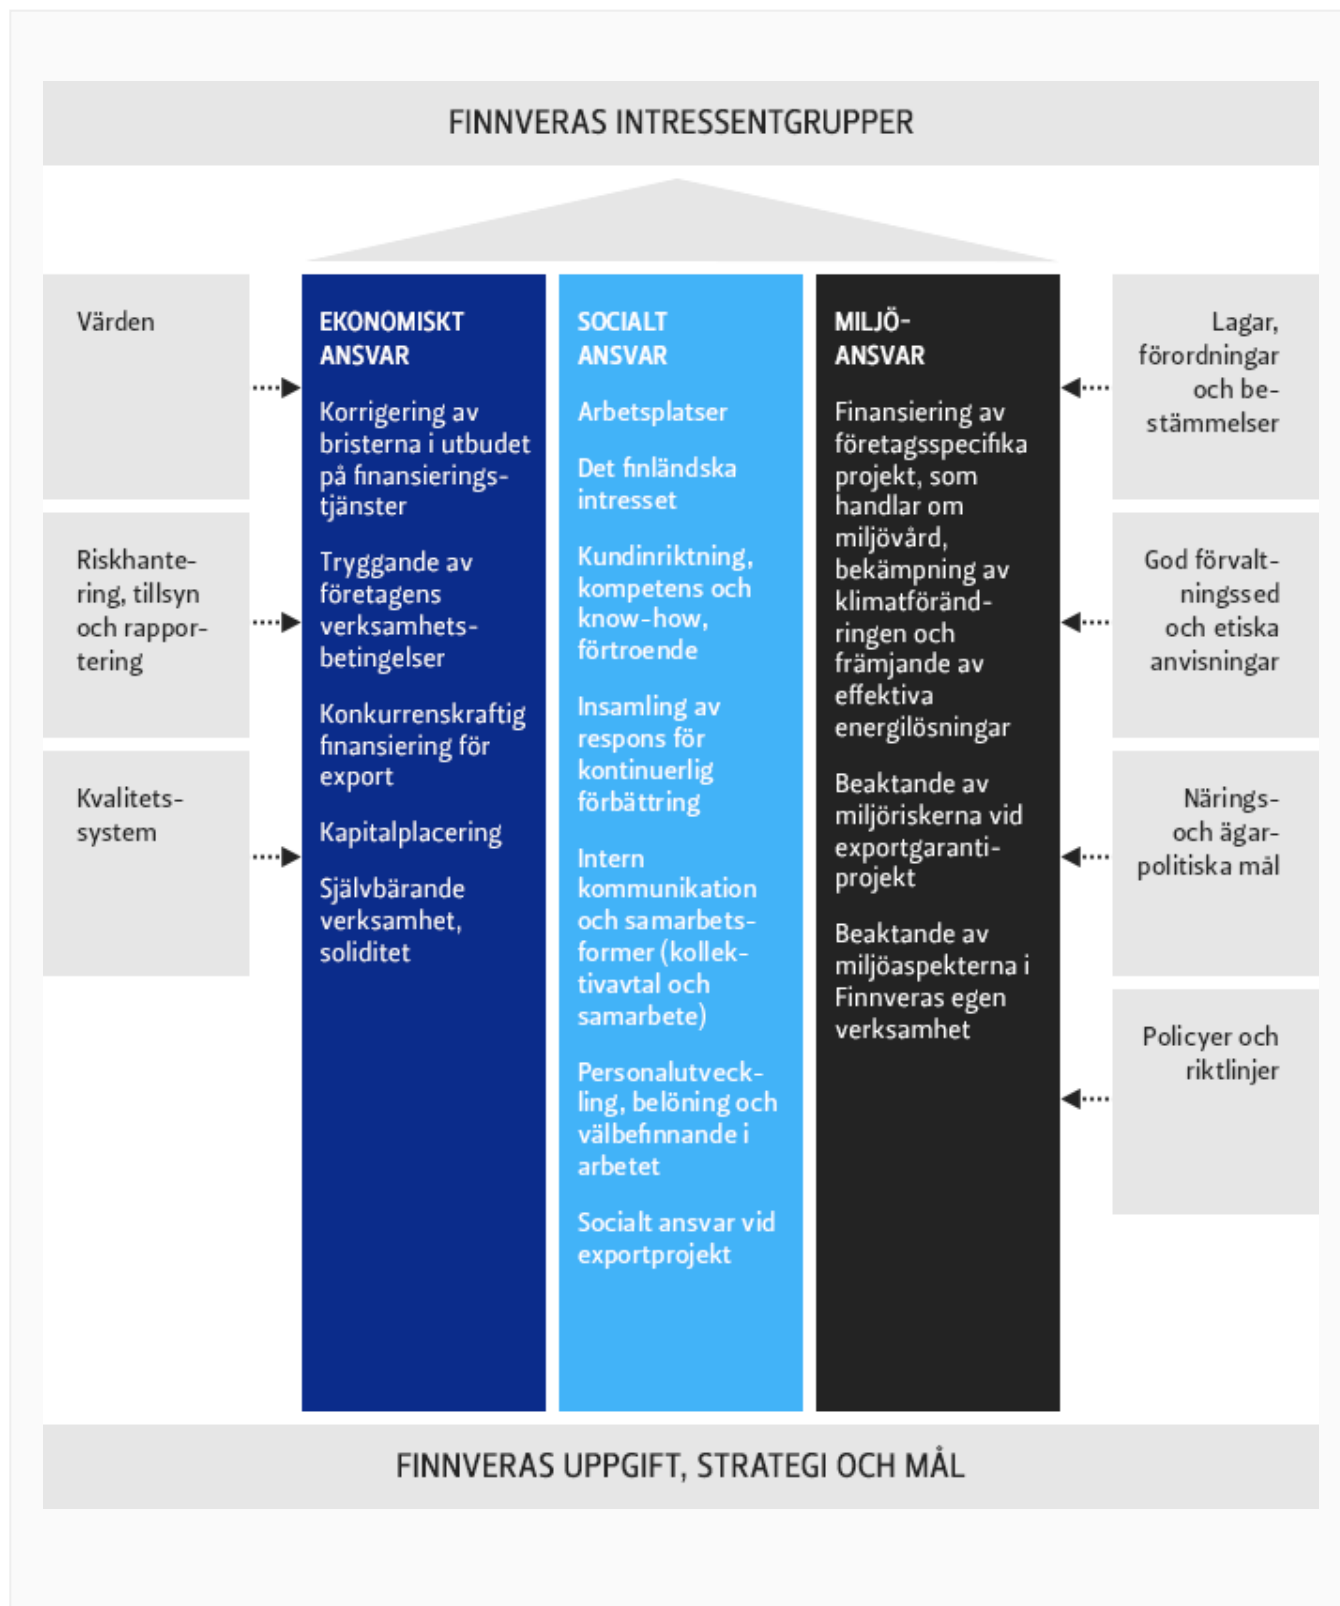 FINNVERAS INTRESSENTGRUPPER
Värden
Riskhante-
ring, tillsyn
och rappor-
tering
Kvalitets-
system
EKONOMISKT
ANSVAR
Korrigering av
bristerna i utbudet
på finansierings-
tjänster
Tryggande av
företagens
verksamhets-
betingelser
Konkurrenskraftig
finansiering för
export
Kapitalplacering
Självbärande
verksamhet,
soliditet
SOCIALT
ANSVAR
Arbetsplatser
Det finländska
intresset
Kundinriktning,
kompetens och
know-how,
förtroende
Insamling av
respons för
kontinuerlig
förbättring
Intern
kommunikation
och samarbets-
former (kollek-
tivavtal och
samarbete)
Personalutveck-
ling, belöning och
välbefinnande i
arbetet
Socialt ansvar vid
exportprojekt
MILJÖ-
ANSVAR
Finansiering av
företagsspecifika
projekt, som
handlar om
miljövård,
bekämpning av
klimatföränd-
ringen och
främjande av
effektiva
energilösningar
Beaktande av
miljöriskerna vid
exportgaranti-
projekt
Beaktande av
miljöaspekterna i
Finnveras egen
verksamhet
Lagar,
förordningar
och be-
stämmelser
God förvalt-
ningssed
och etiska
anvisningar
Närings-
och ägar-
politiska mål
Policyer och
riktlinjer
FINNVERAS UPPGIFT, STRATEGI OCH MÅL